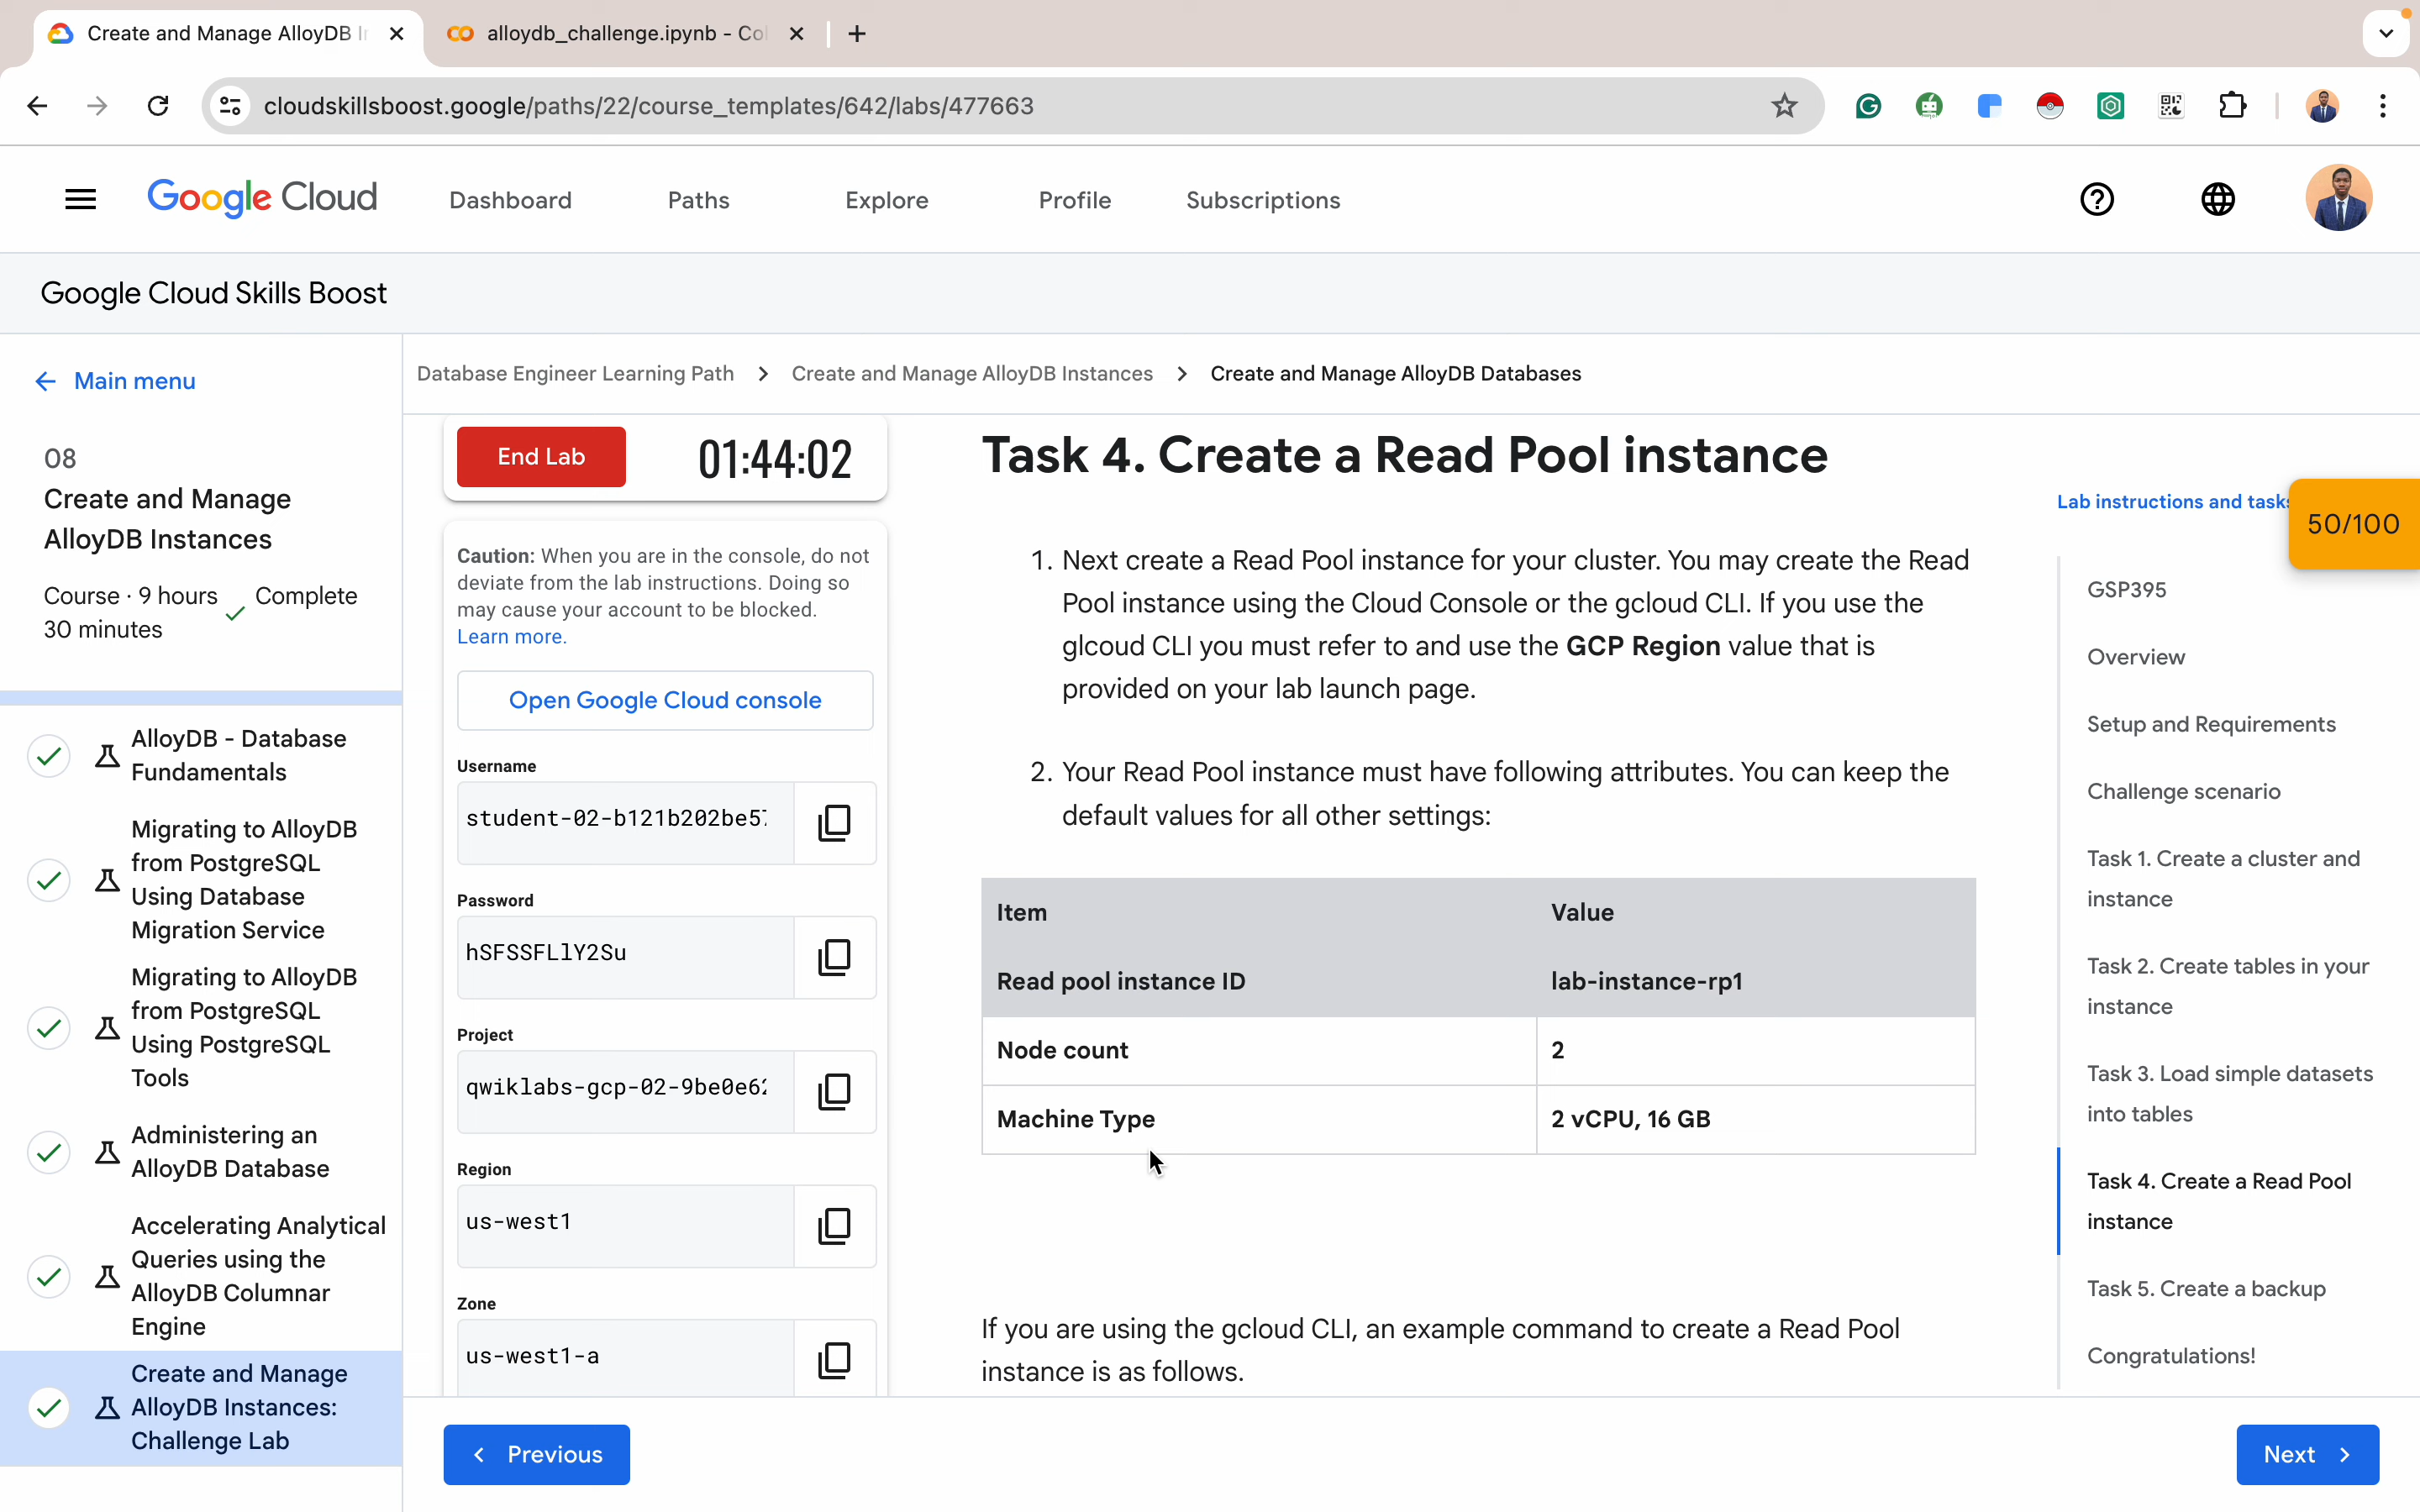 Create and Manage AlloyDB I
alloydb_challenge.ipynb - Col
cloudskillsboost.google/paths/22/course_templates/642/labs/477663
Google Cloud
Dashboard
Paths
Explore
Profile
Subscriptions
Google Cloud Skills Boost
Main menu
Database Engineer Learning Path > Create and Manage AlloyDB Instances > Create and Manage AlloyDB Databases
08
Create and Manage
AlloyDB Instances
Course · 9 hours
30 minutes
Complete
AlloyDB - Database
Fundamentals
Migrating to AlloyDB
from PostgreSQL
Using Database
Migration Service
Migrating to AlloyDB
from PostgreSQL
Using PostgreSQL
Tools
Administering an
AlloyDB Database
Accelerating Analytical
Queries using the
AlloyDB Columnar
Engine
Create and Manage
AlloyDB Instances:
Challenge Lab
End Lab
01:44:02
Caution: When you are in the console, do not
deviate from the lab instructions. Doing so
may cause your account to be blocked.
Learn more.
Open Google Cloud console
Username
student-02-b121b202be57
Password
hSFSSFLlY2Su
Project
qwiklabs-gcp-02-9be0e62
Region
us-west1
Zone
us-west1-a
Task 4. Create a Read Pool instance
1. Next create a Read Pool instance for your cluster. You may create the Read
Pool instance using the Cloud Console or the gcloud CLI. If you use the
glcoud CLI you must refer to and use the GCP Region value that is
provided on your lab launch page.
2. Your Read Pool instance must have following attributes. You can keep the
default values for all other settings:
Item Value
Read pool instance ID lab-instance-rp1
Node count 2
Machine Type 2 vCPU, 16 GB
If you are using the gcloud CLI, an example command to create a Read Pool
instance is as follows.
Lab instructions and tasks
50/100
GSP395
Overview
Setup and Requirements
Challenge scenario
Task 1. Create a cluster and
instance
Task 2. Create tables in your
instance
Task 3. Load simple datasets
into tables
Task 4. Create a Read Pool
instance
Task 5. Create a backup
Congratulations!
Previous
Next